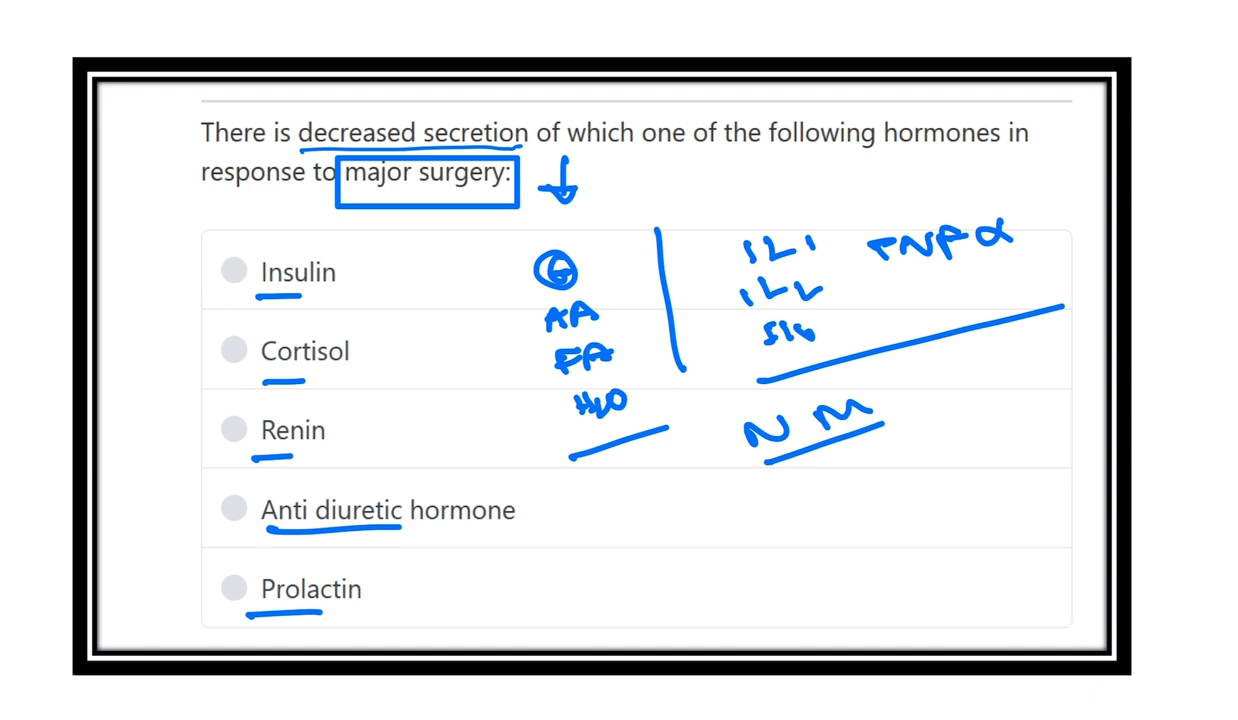 There is decreased secretion of which one of the following hormones in
response to major surgery:
Insulin
Cortisol
Renin
Anti diuretic hormone
Prolactin
G
AA
FA
H2O
IL1 TNFα
IL2
N M